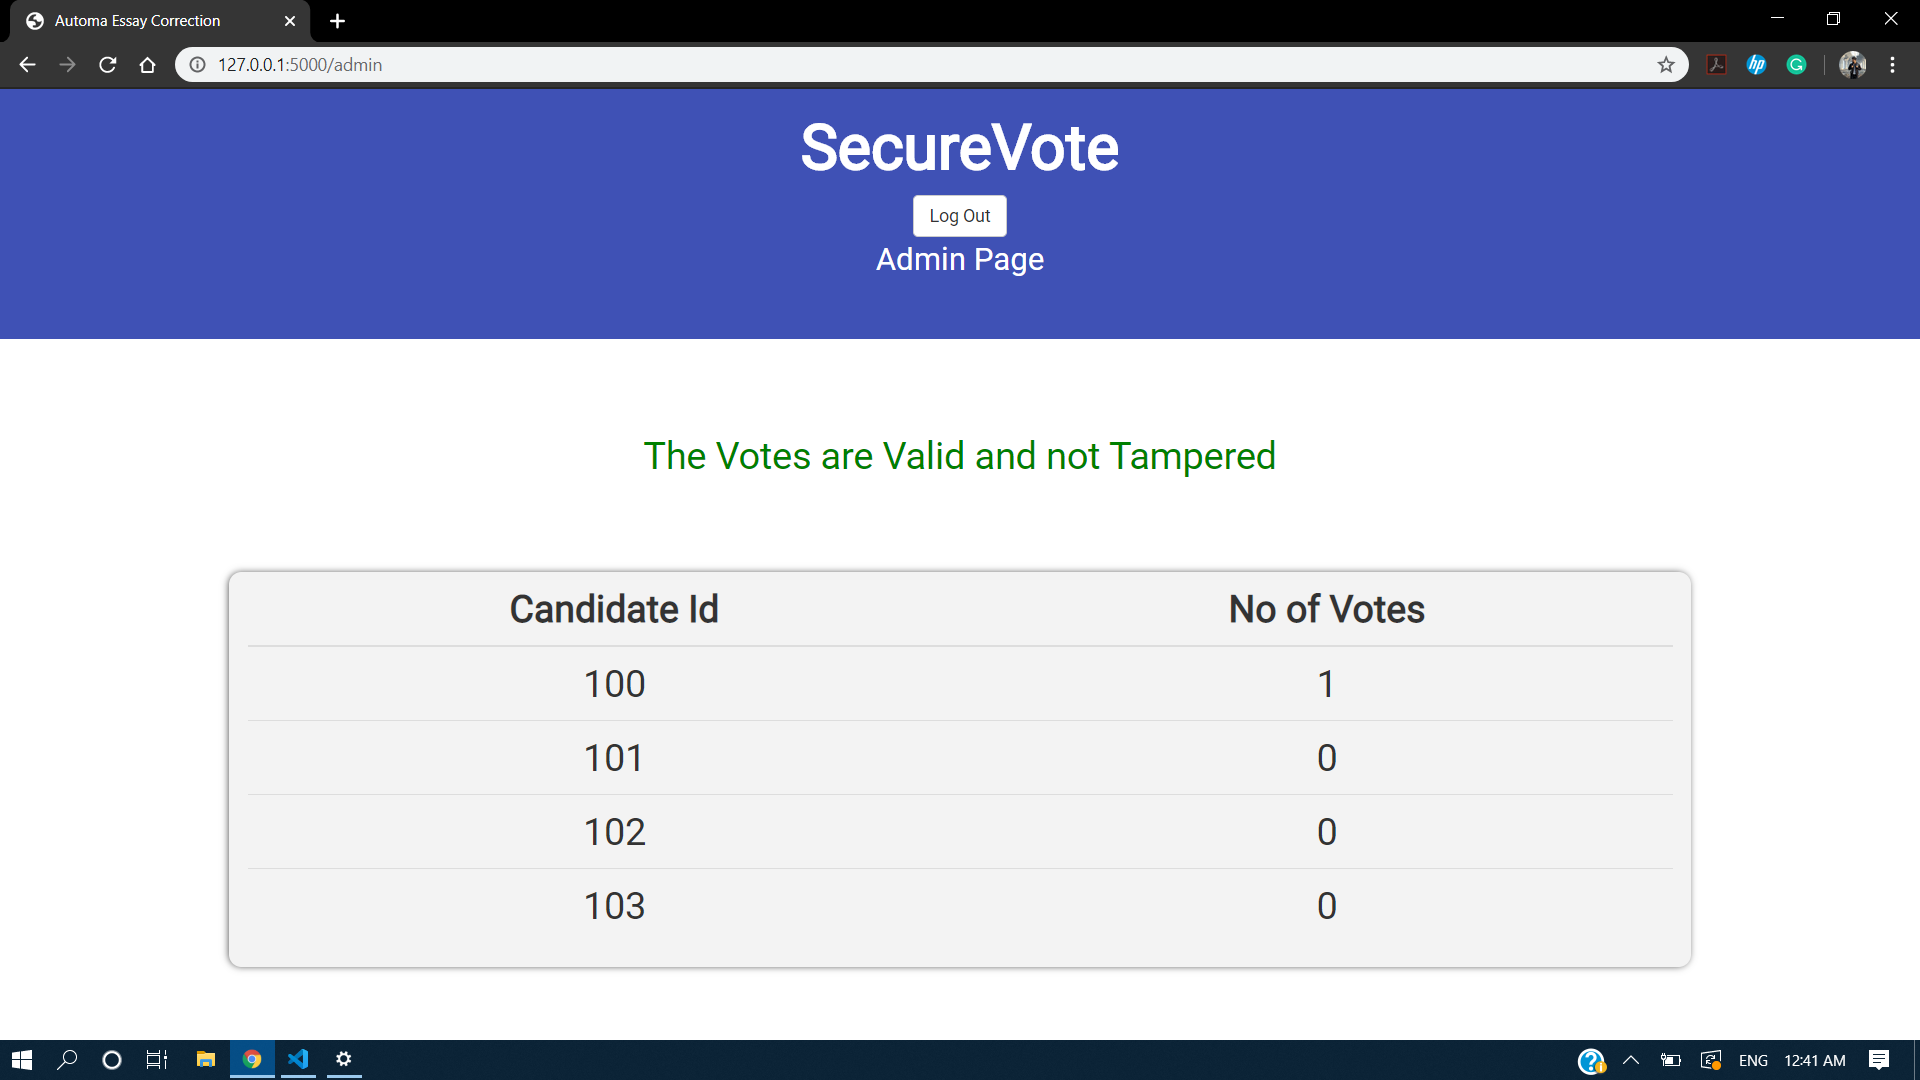 Automa Essay Correction
127.0.0.1:5000/admin
SecureVote
Log Out
Admin Page
The Votes are Valid and not Tampered
Candidate Id No of Votes
100 1
101 0
102 0
103 0
ENG 12:41 AM